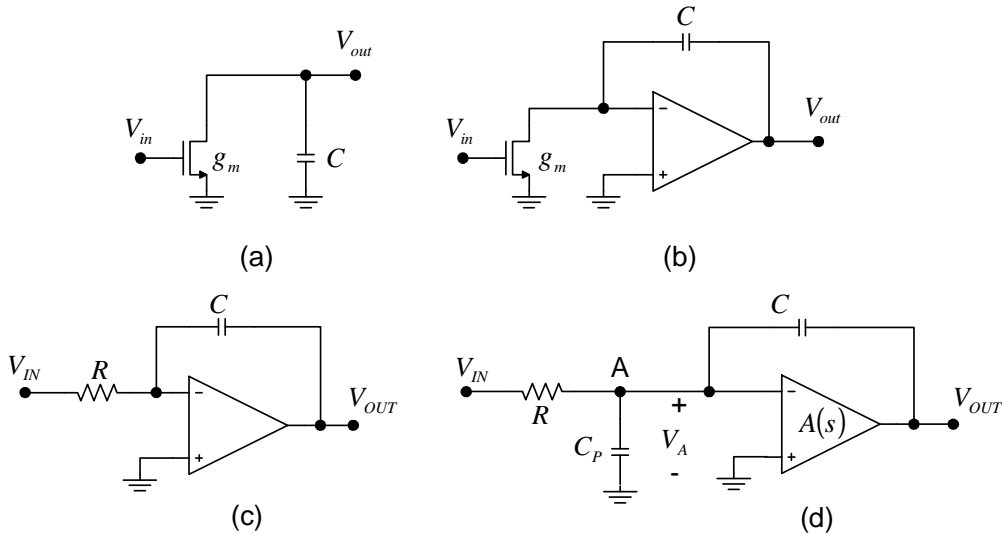 V_out
V_in
g_m
C
(a)
C
V_in
g_m
−
+
V_out
(b)
C
V_IN
R
−
+
V_OUT
(c)
C
V_IN
R
A
+
V_A
-
C_P
−
+
A(s)
V_OUT
(d)